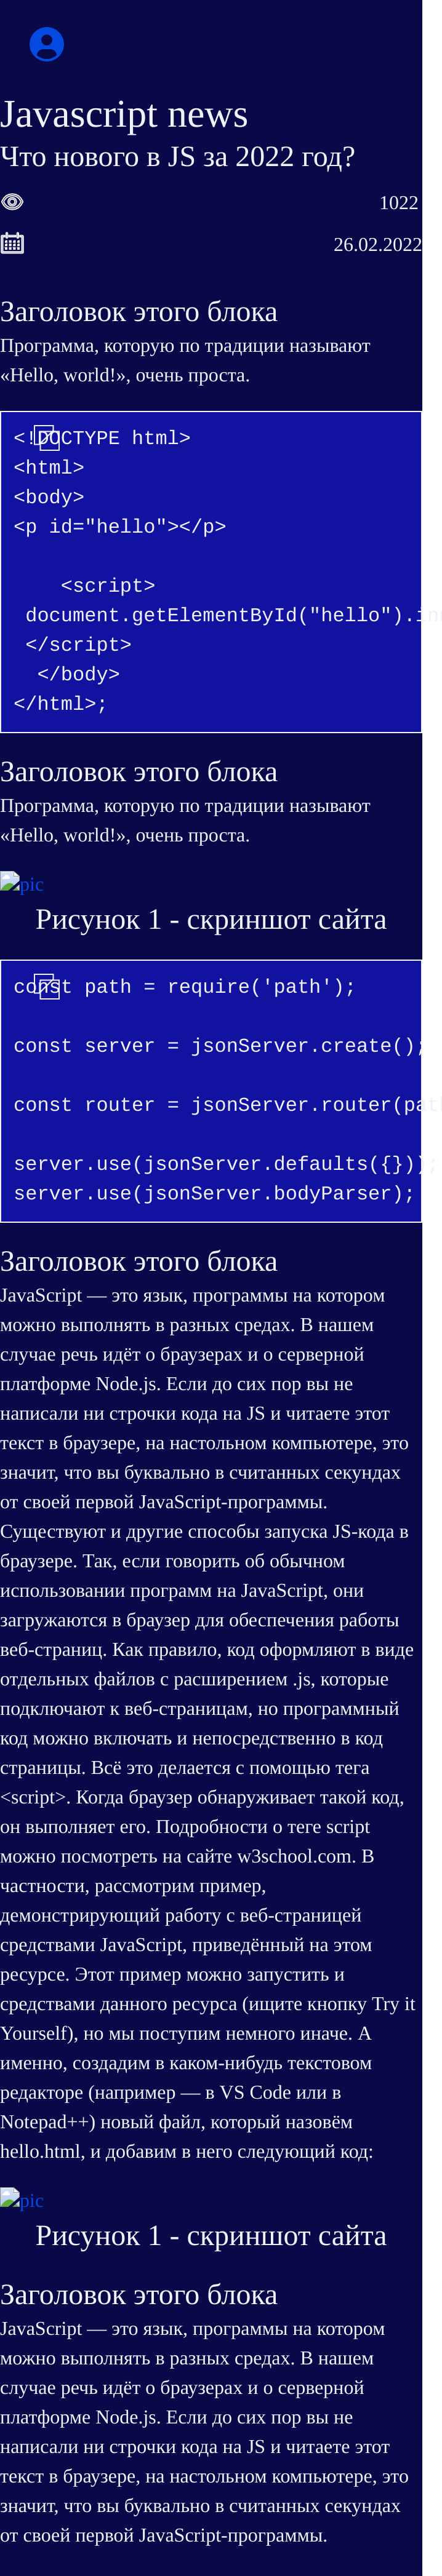 Javascript news
Что нового в JS за 2022 год?
1022
26.02.2022
Заголовок этого блока
Программа, которую по традиции называют
«Hello, world!», очень проста.
<!DOCTYPE html>
<html>
<body>
<p id="hello"></p>
<script>
document.getElementById("hello").inn
</script>
</body>
</html>;
Заголовок этого блока
Программа, которую по традиции называют
«Hello, world!», очень проста.
pic
Рисунок 1 - скриншот сайта
const path = require('path');
const server = jsonServer.create();
const router = jsonServer.router(path
server.use(jsonServer.defaults({}));
server.use(jsonServer.bodyParser);
Заголовок этого блока
JavaScript — это язык, программы на котором
можно выполнять в разных средах. В нашем
случае речь идёт о браузерах и о серверной
платформе Node.js. Если до сих пор вы не
написали ни строчки кода на JS и читаете этот
текст в браузере, на настольном компьютере, это
значит, что вы буквально в считанных секундах
от своей первой JavaScript-программы.
Существуют и другие способы запуска JS-кода в
браузере. Так, если говорить об обычном
использовании программ на JavaScript, они
загружаются в браузер для обеспечения работы
веб-страниц. Как правило, код оформляют в виде
отдельных файлов с расширением .js, которые
подключают к веб-страницам, но программный
код можно включать и непосредственно в код
страницы. Всё это делается с помощью тега
<script>. Когда браузер обнаруживает такой код,
он выполняет его. Подробности о теге script
можно посмотреть на сайте w3school.com. В
частности, рассмотрим пример,
демонстрирующий работу с веб-страницей
средствами JavaScript, приведённый на этом
ресурсе. Этот пример можно запустить и
средствами данного ресурса (ищите кнопку Try it
Yourself), но мы поступим немного иначе. А
именно, создадим в каком-нибудь текстовом
редакторе (например — в VS Code или в
Notepad++) новый файл, который назовём
hello.html, и добавим в него следующий код:
pic
Рисунок 1 - скриншот сайта
Заголовок этого блока
JavaScript — это язык, программы на котором
можно выполнять в разных средах. В нашем
случае речь идёт о браузерах и о серверной
платформе Node.js. Если до сих пор вы не
написали ни строчки кода на JS и читаете этот
текст в браузере, на настольном компьютере, это
значит, что вы буквально в считанных секундах
от своей первой JavaScript-программы.